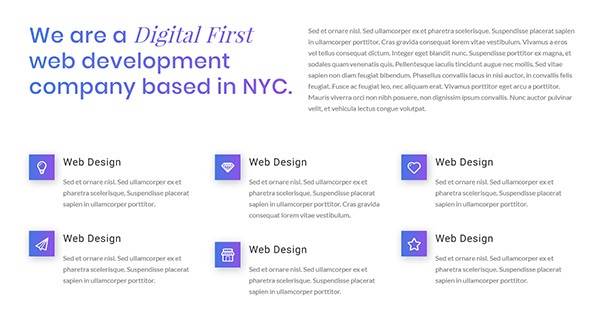 We are a Digital First
web development
company based in NYC.
Sed et ornare nisl. Sed ullamcorper ex et pharetra scelerisque. Suspendisse placerat sapien
in ullamcorper porttitor. Cras gravida consequat lorem vitae vestibulum. Vivamus a eros
vel tellus consequat dictum vel vitae est. Integer erat blandit nunc. Suspendisse et mattis ex,
sodales quam venenatis quis. Pellentesque iaculis tincidunt augue nec mollis. Sed vitae
sapien non diam feugiat bibendum. Phasellus convallis lacus in nisi auctor, in convallis felis
feugiat. Fusce ac feugiat leo, nec aliquam erat. Vivamus porttitor eget arcu a porttitor.
Mauris viverra orci non nibh posuere, non dignissim ipsum convallis. Nunc auctor pulvinar
velit, et vehicula lectus congue volutpat.
Web Design
Sed et ornare nisl. Sed ullamcorper ex et
pharetra scelerisque. Suspendisse placerat
sapien in ullamcorper porttitor.
Web Design
Sed et ornare nisl. Sed ullamcorper ex et
pharetra scelerisque. Suspendisse placerat
sapien in ullamcorper porttitor. Cras gravida
consequat lorem vitae vestibulum.
Web Design
Sed et ornare nisl. Sed ullamcorper ex et
pharetra scelerisque. Suspendisse placerat
sapien in ullamcorper porttitor.
Web Design
Sed et ornare nisl. Sed ullamcorper ex et
pharetra scelerisque. Suspendisse placerat
sapien in ullamcorper porttitor.
Web Design
Sed et ornare nisl. Sed ullamcorper ex et
pharetra scelerisque. Suspendisse placerat
sapien in ullamcorper porttitor.
Web Design
Sed et ornare nisl. Sed ullamcorper ex et
pharetra scelerisque. Suspendisse placerat
sapien in ullamcorper porttitor.